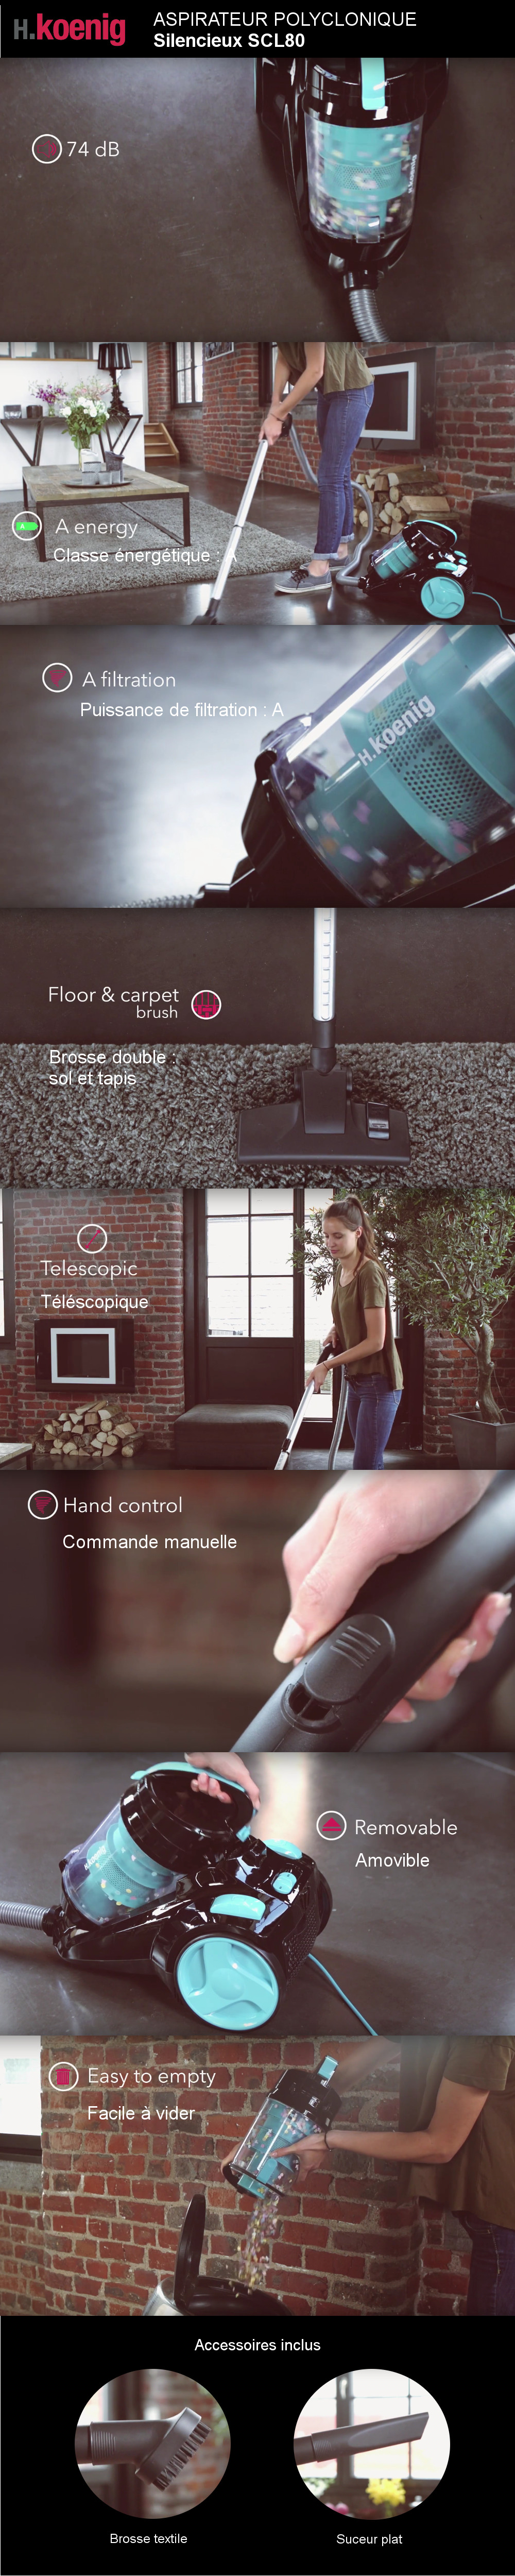 H.koenig
ASPIRATEUR POLYCLONIQUE
Silencieux SCL80
74 dB
H.koenig
A
A energy
Classe énergétique : A
A filtration
Puissance de filtration : A
H.koenig
Floor & carpet
brush
Brosse double :
sol et tapis
Telescopic
Téléscopique
Hand control
Commande manuelle
Removable
Amovible
H.koenig
Easy to empty
Facile à vider
Accessoires inclus
Brosse textile
Suceur plat